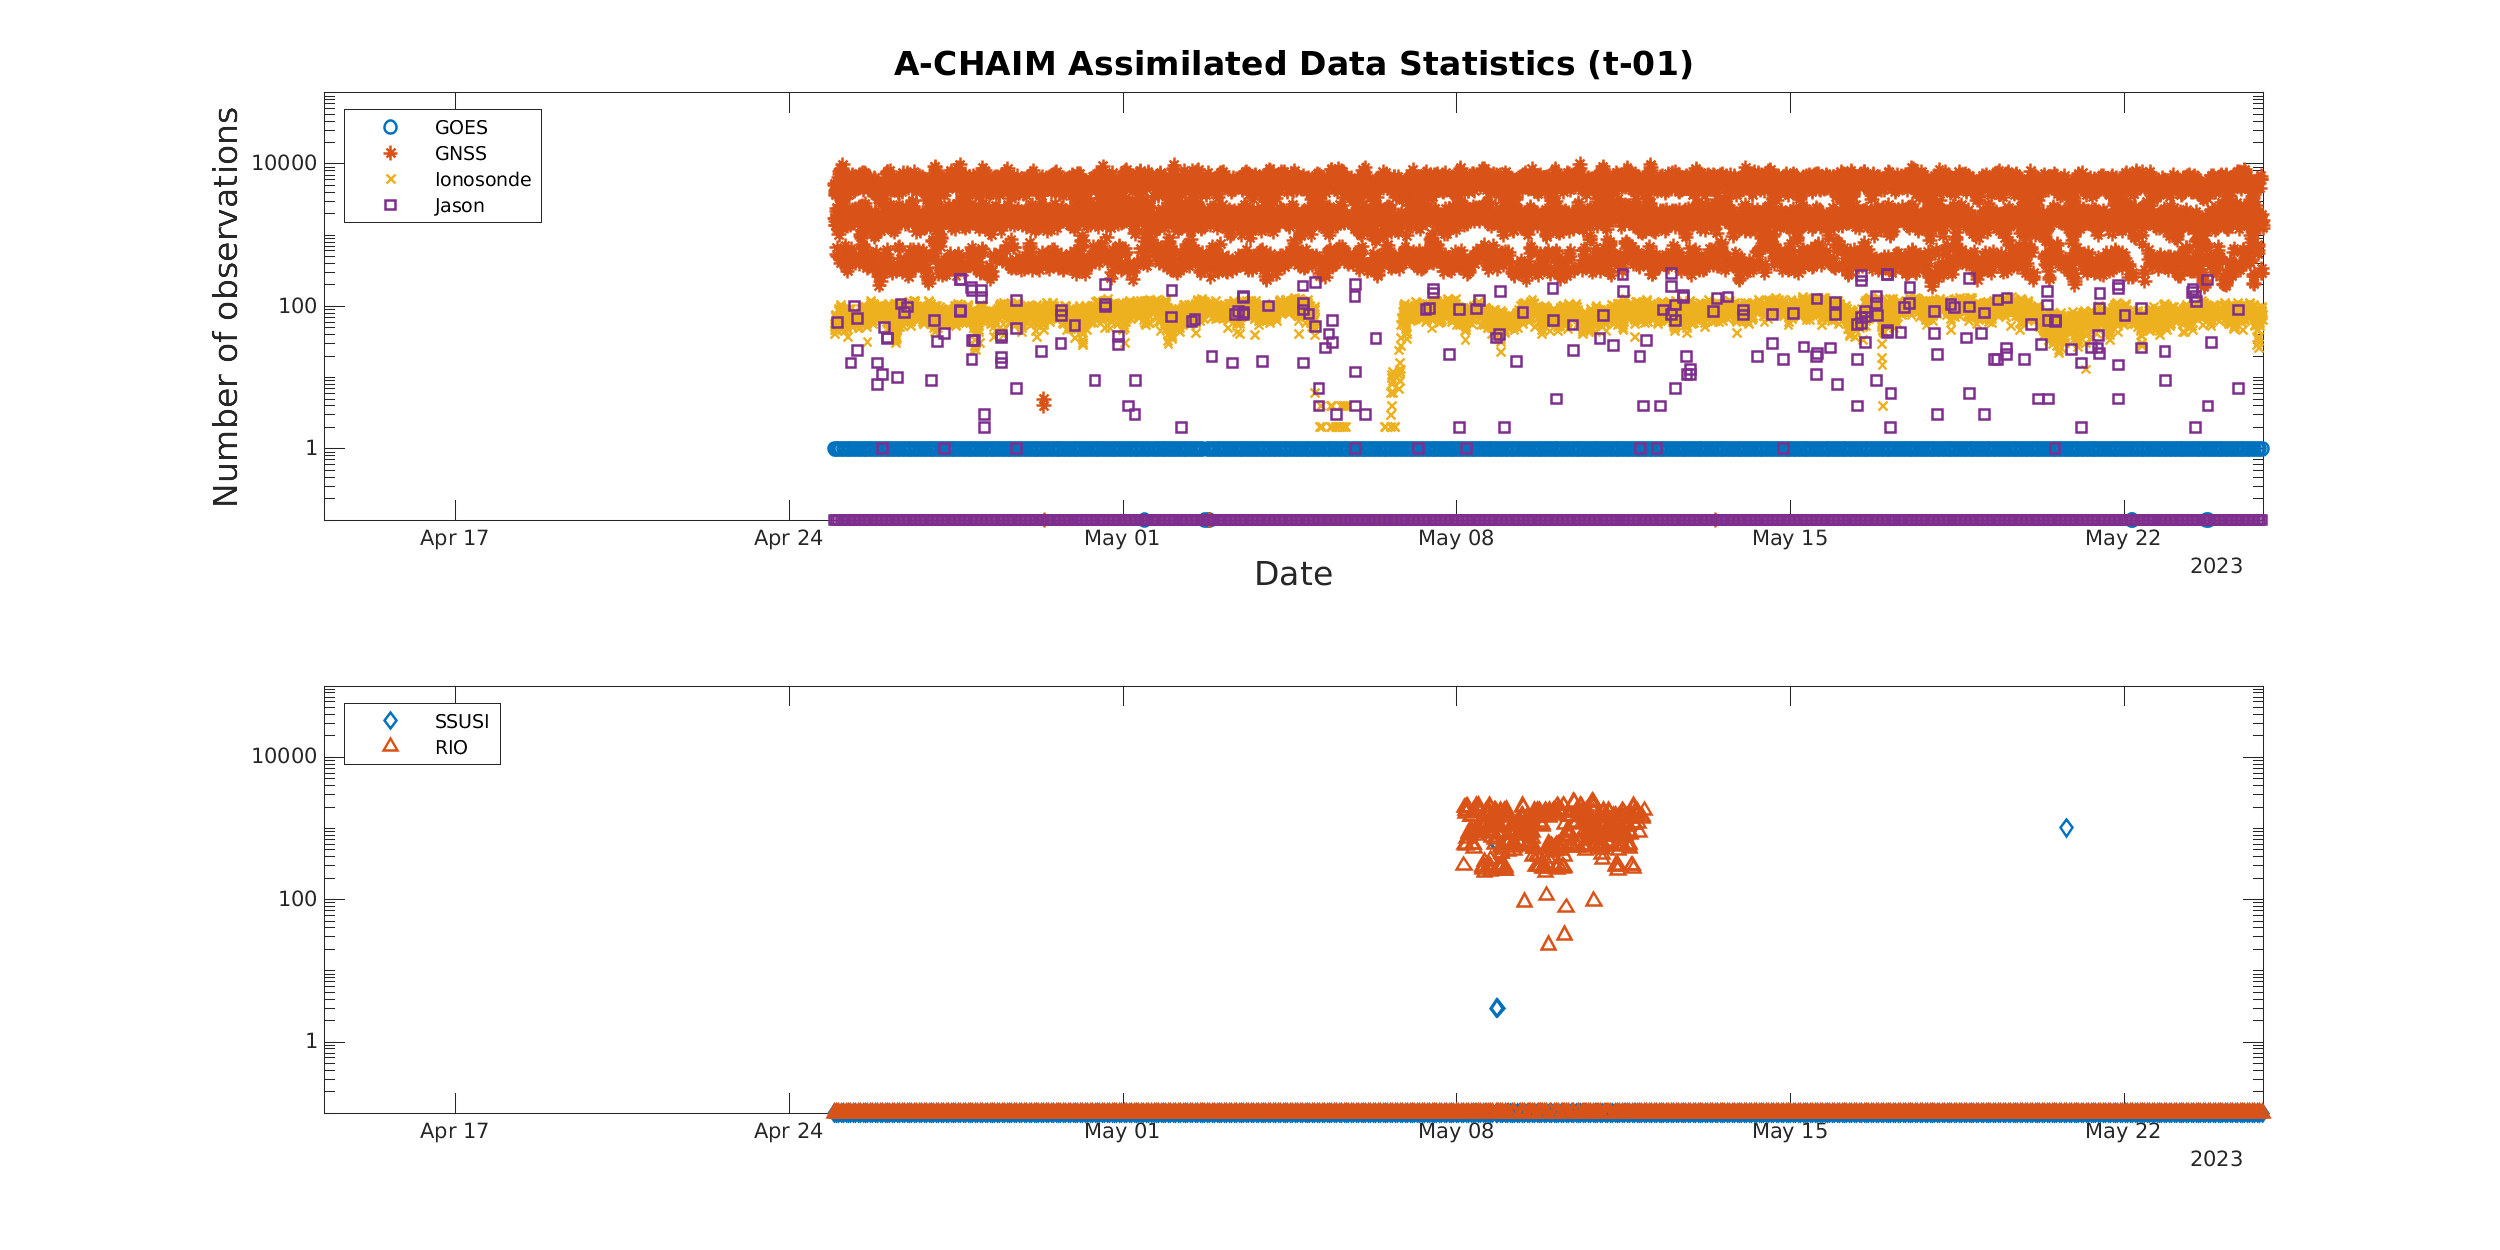 A-CHAIM Assimilated Data Statistics (t-01)
Number of observations
10000
100
1
GOES
GNSS
Ionosonde
Jason
Apr 17
Apr 24
May 01
May 08
May 15
May 22
2023
Date
10000
100
1
SSUSI
RIO
Apr 17
Apr 24
May 01
May 08
May 15
May 22
2023